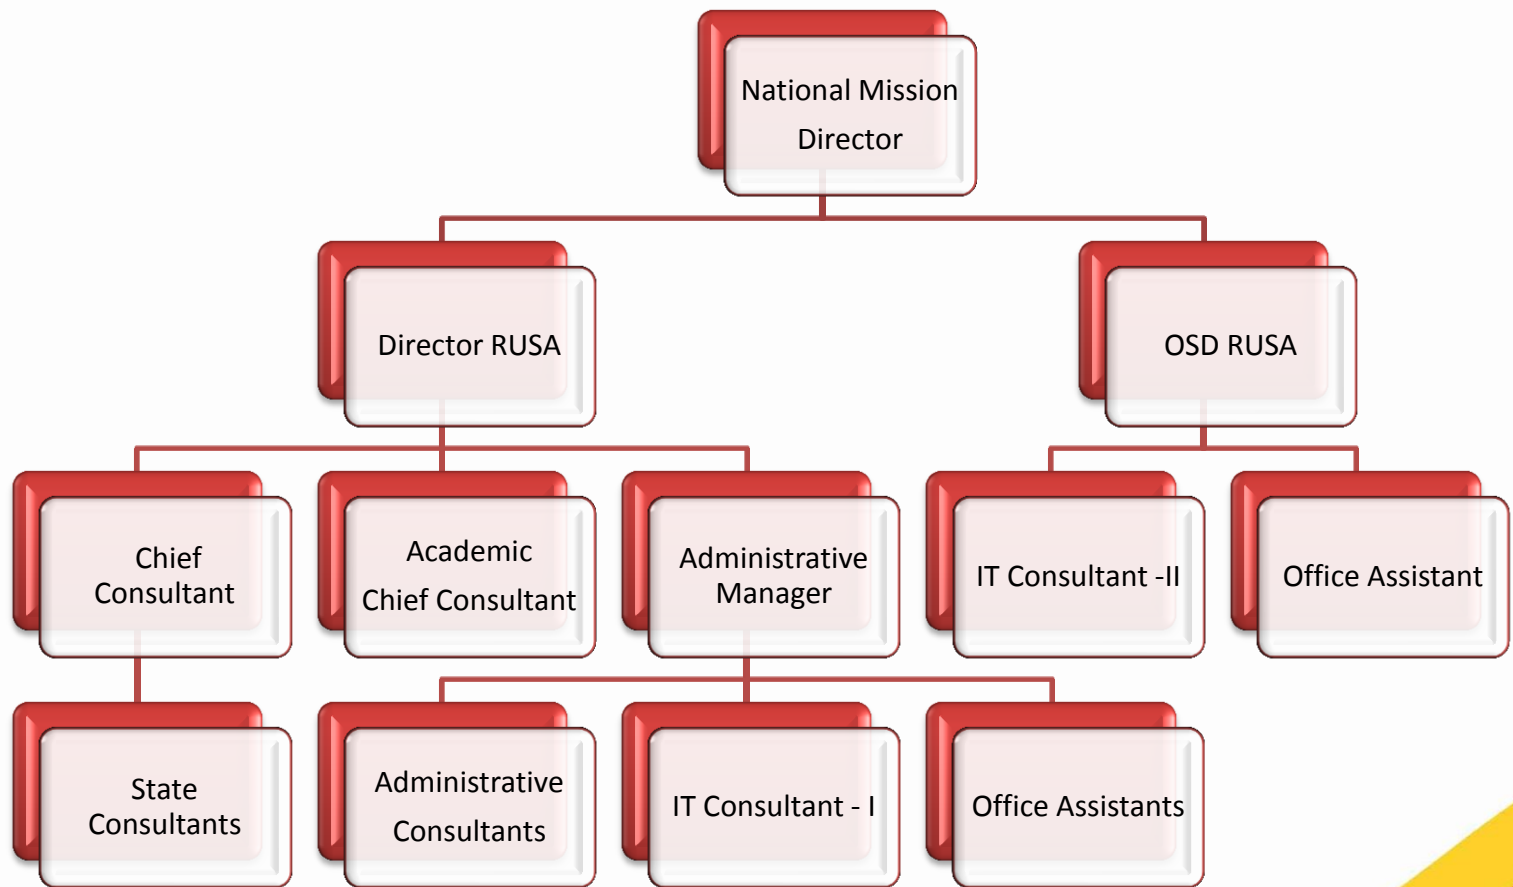 National Mission
Director
Director RUSA
OSD RUSA
Chief
Consultant
Academic
Chief Consultant
Administrative
Manager
IT Consultant -II
Office Assistant
State
Consultants
Administrative
Consultants
IT Consultant - I
Office Assistants